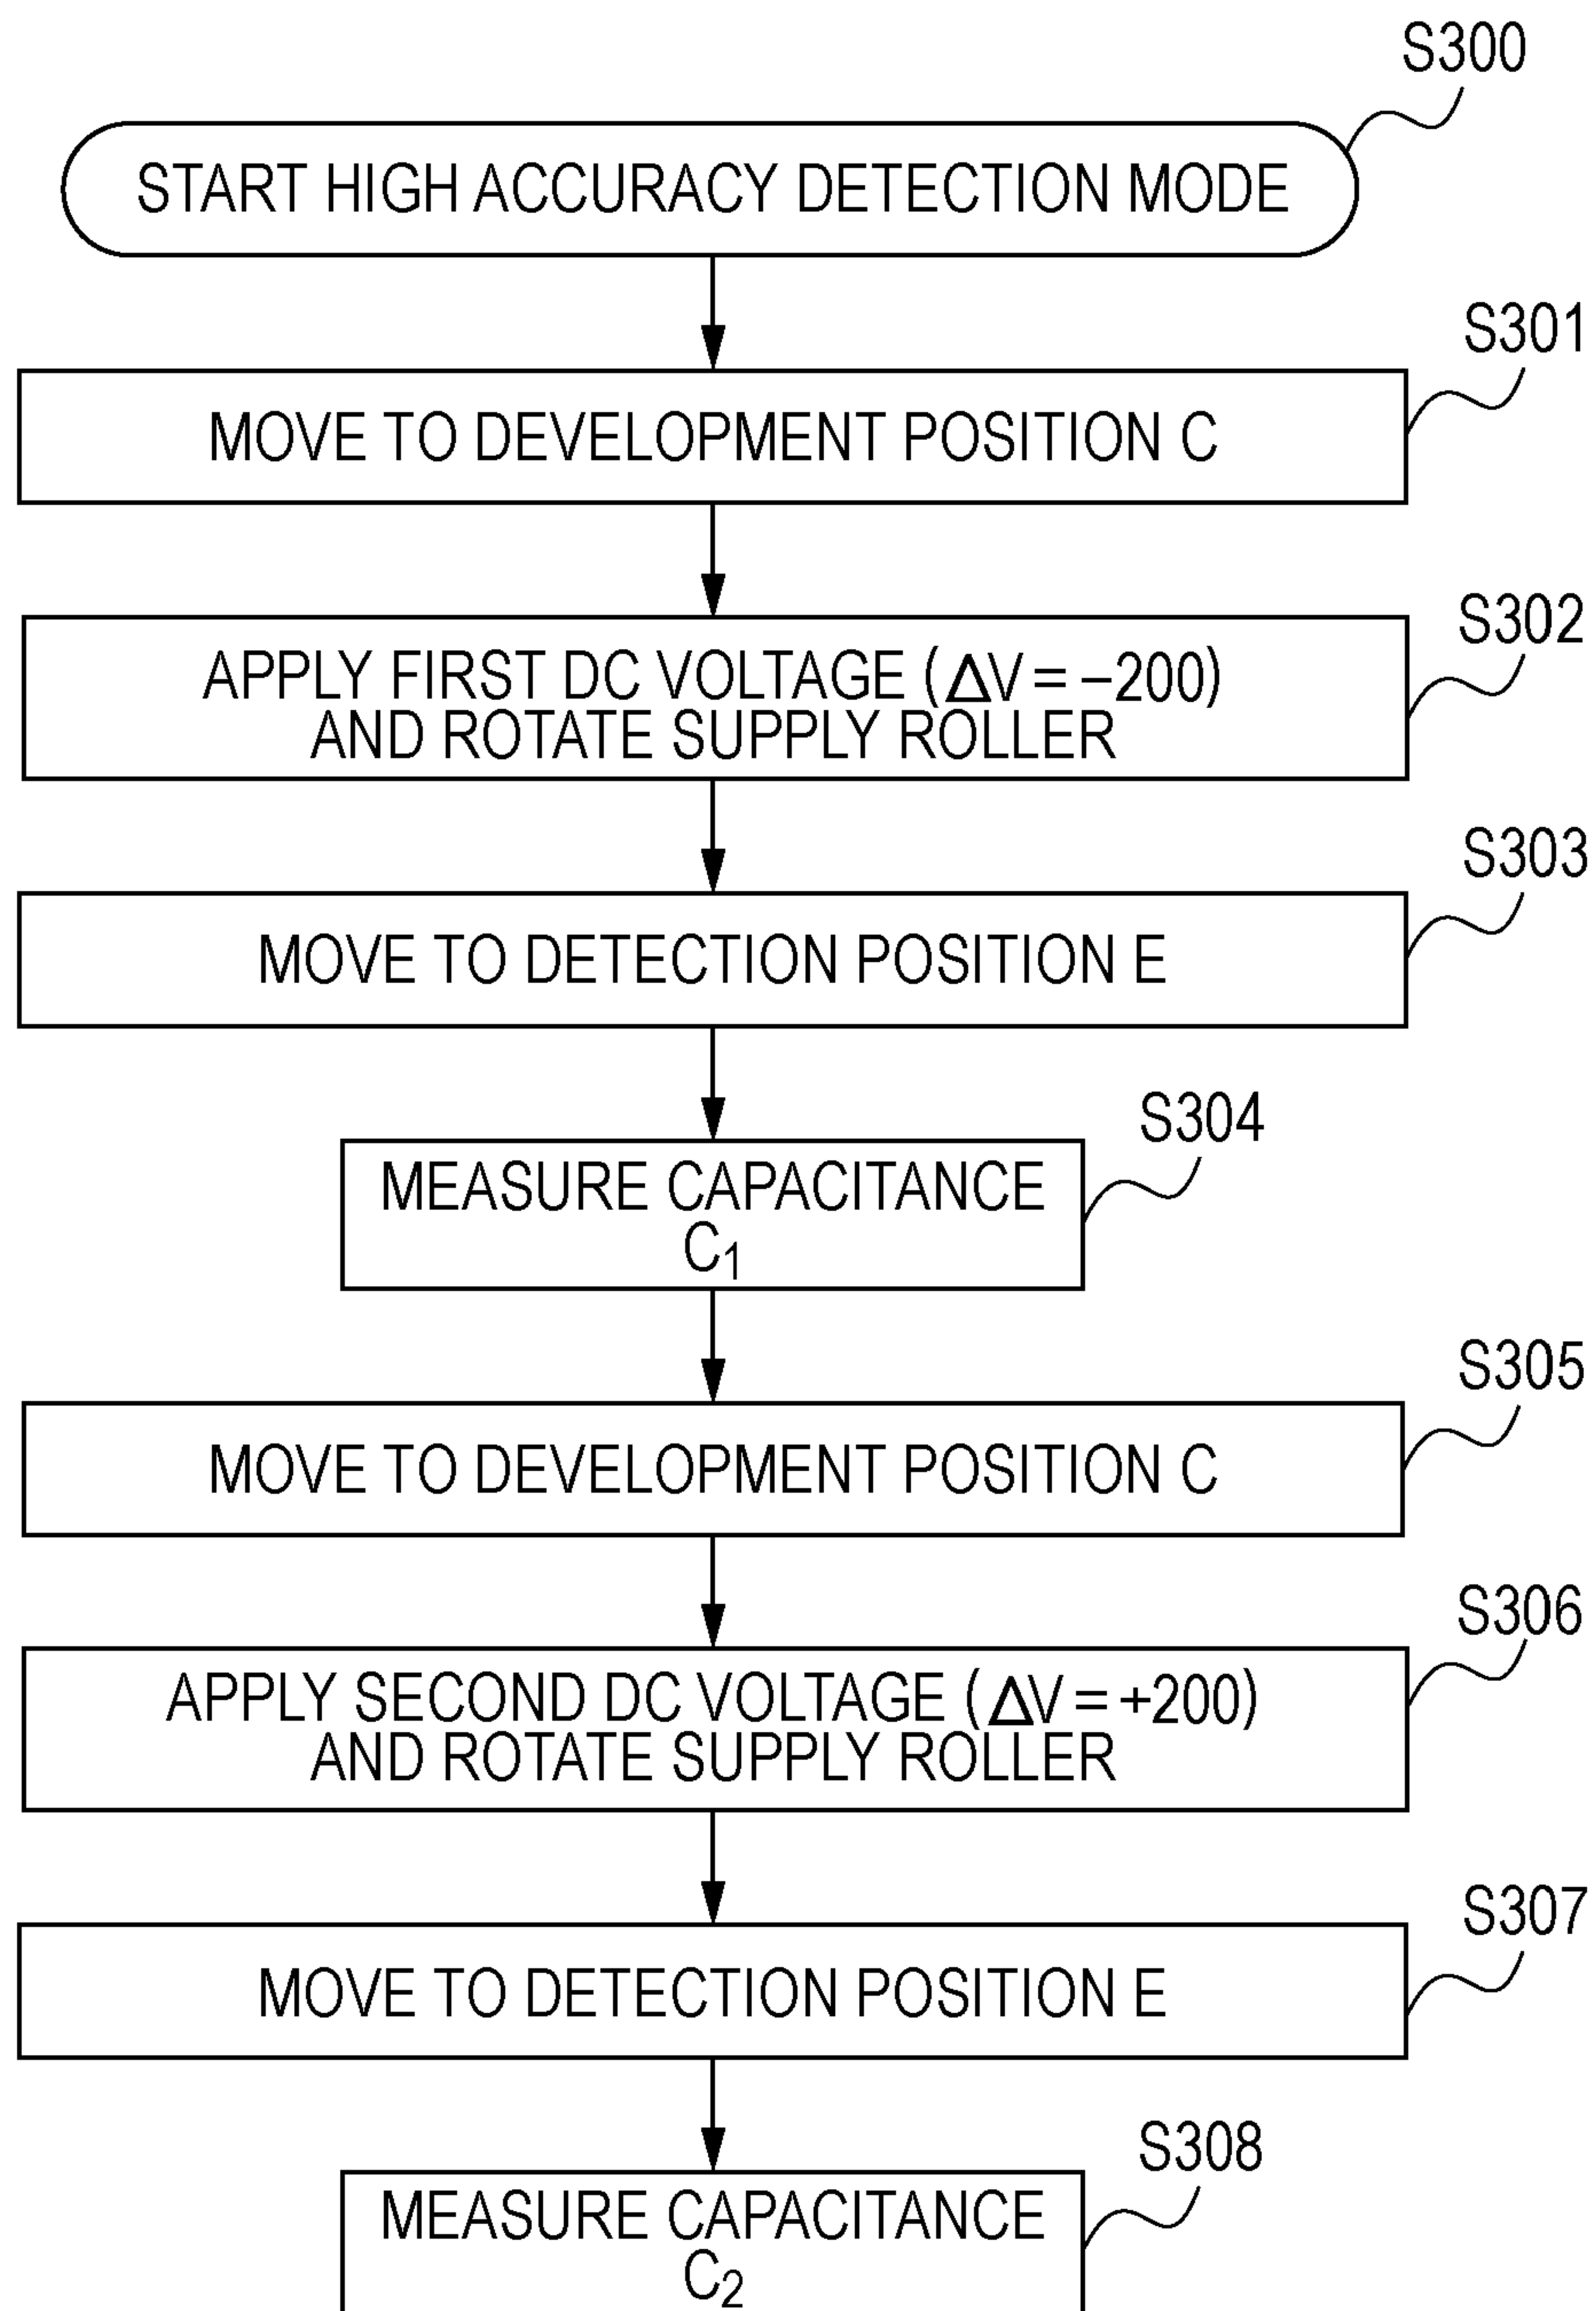 S300
START HIGH ACCURACY DETECTION MODE
S301
MOVE TO DEVELOPMENT POSITION C
S302
APPLY FIRST DC VOLTAGE (ΔV = −200)
AND ROTATE SUPPLY ROLLER
S303
MOVE TO DETECTION POSITION E
S304
MEASURE CAPACITANCE
C₁
S305
MOVE TO DEVELOPMENT POSITION C
S306
APPLY SECOND DC VOLTAGE (ΔV = +200)
AND ROTATE SUPPLY ROLLER
S307
MOVE TO DETECTION POSITION E
S308
MEASURE CAPACITANCE
C₂